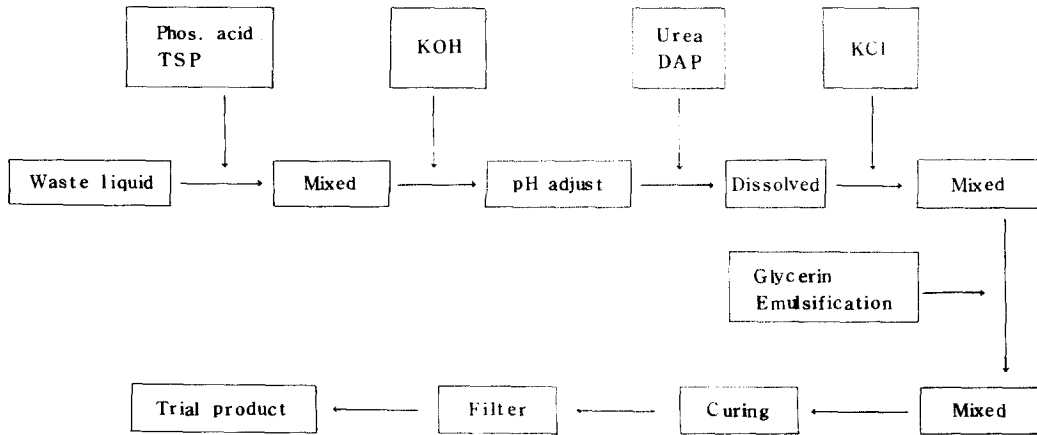 Phos. acid
TSP
KOH
Urea
DAP
KCl
Waste liquid
Mixed
pH adjust
Dissolved
Mixed
Glycerin
Emulsification
Trial product
Filter
Curing
Mixed